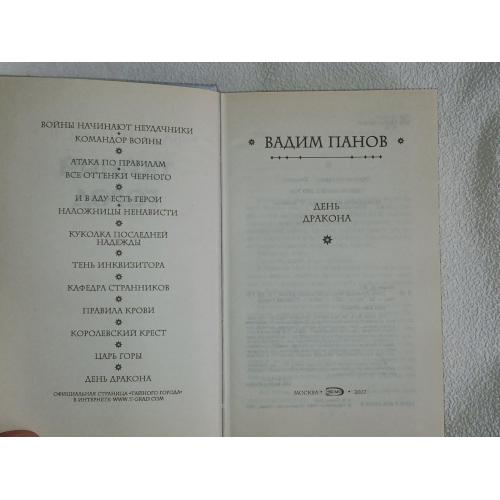 ВОЙНЫ НАЧИНАЮТ НЕУДАЧНИКИ
КОМАНДОР ВОЙНЫ
АТАКА ПО ПРАВИЛАМ
ВСЕ ОТТЕНКИ ЧЕРНОГО
И В АДУ ЕСТЬ ГЕРОИ
НАЛОЖНИЦЫ НЕНАВИСТИ
КУКОЛКА ПОСЛЕДНЕЙ
НАДЕЖДЫ
ТЕНЬ ИНКВИЗИТОРА
КАФЕДРА СТРАННИКОВ
ПРАВИЛА КРОВИ
КОРОЛЕВСКИЙ КРЕСТ
ЦАРЬ ГОРЫ
ДЕНЬ ДРАКОНА
ОФИЦИАЛЬНАЯ СТРАНИЦА «ТАЙНОГО ГОРОДА»
В ИНТЕРНЕТЕ: WWW.T-GRAD.COM
ВАДИМ ПАНОВ
ДЕНЬ
ДРАКОНА
МОСКВА • ЭКСМО • 2007